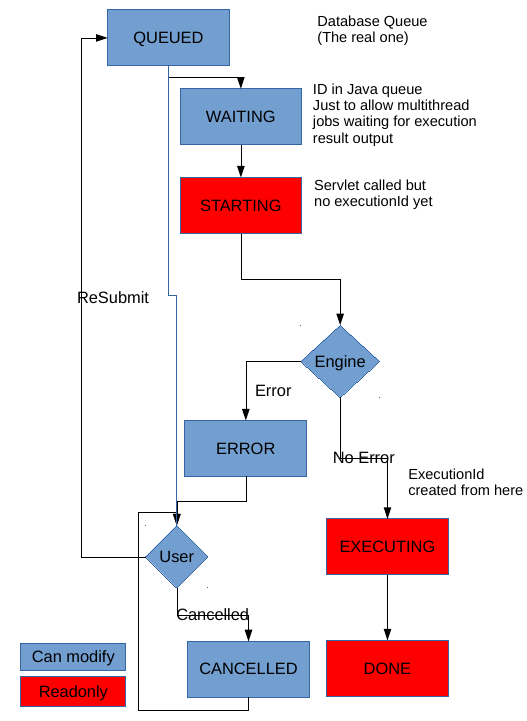 QUEUED
Database Queue
(The real one)
WAITING
ID in Java queue
Just to allow multithread
jobs waiting for execution
result output
STARTING
Servlet called but
no executionId yet
ReSubmit
Engine
Error
ERROR
No Error
ExecutionId
created from here
EXECUTING
User
Cancelled
CANCELLED
DONE
Can modify
Readonly